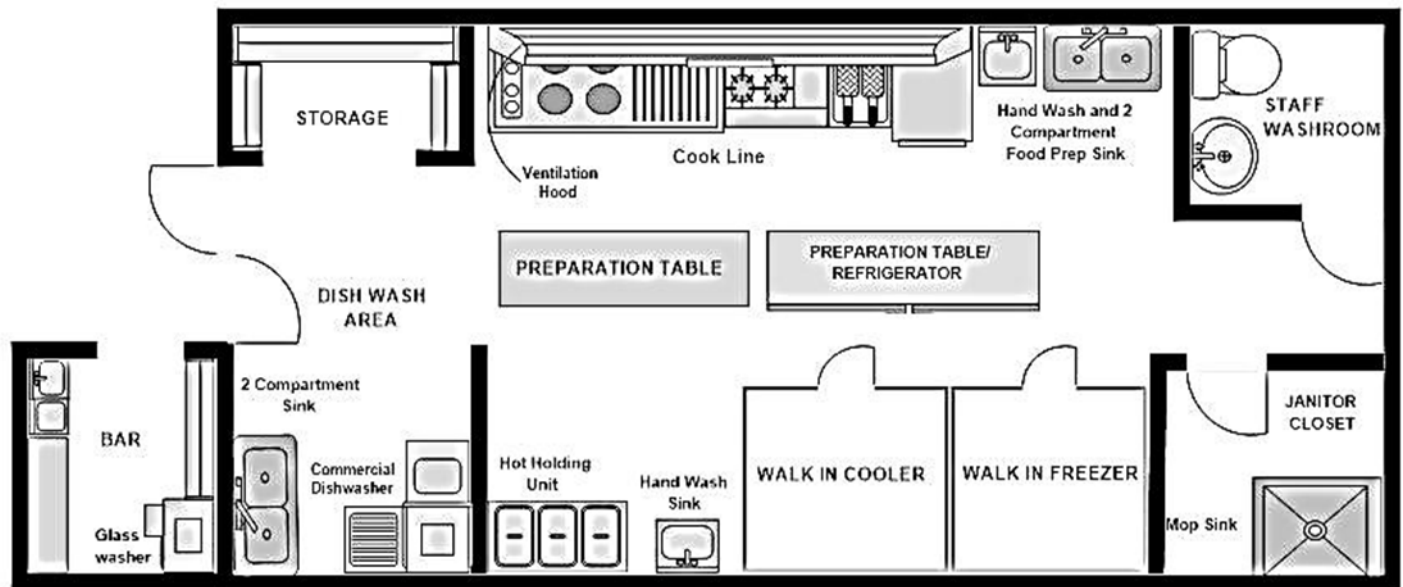 STORAGE
Cook Line
Ventilation
Hood
Hand Wash and 2
Compartment
Food Prep Sink
STAFF
WASHROOM
PREPARATION TABLE
PREPARATION TABLE/
REFRIGERATOR
DISH WASH
AREA
2 Compartment
Sink
BAR
Glass
washer
Commercial
Dishwasher
Hot Holding
Unit
Hand Wash
Sink
WALK IN COOLER
WALK IN FREEZER
JANITOR
CLOSET
Mop Sink